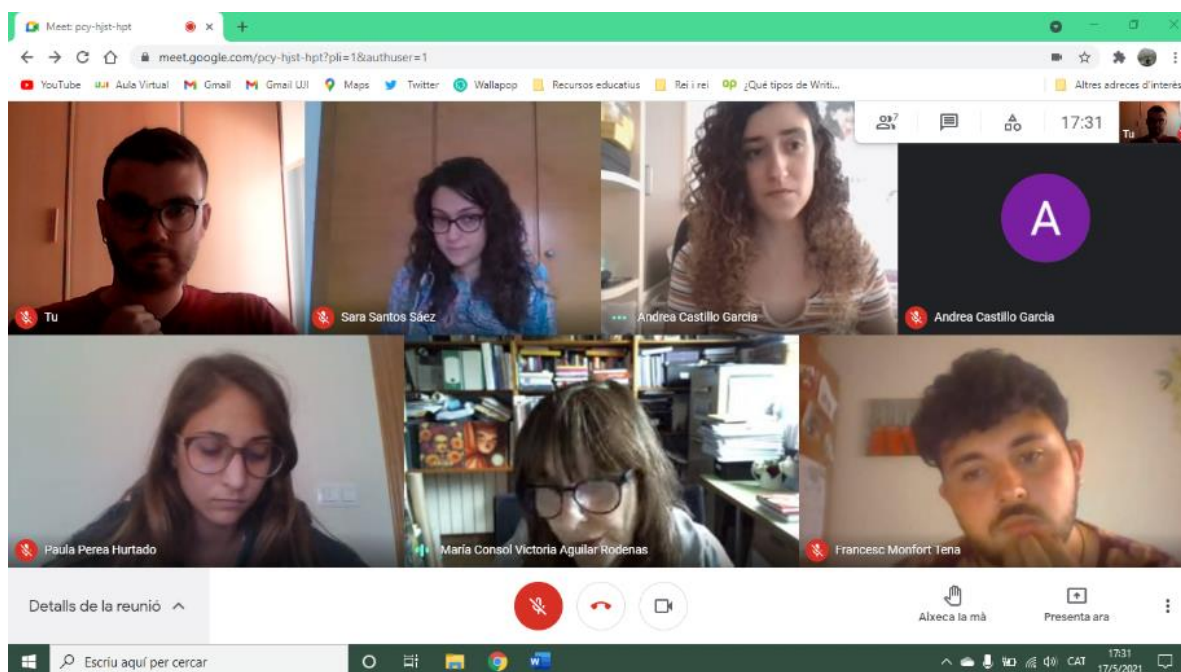 Meet: pcy-hjst-hpt
meet.google.com/pcy-hjst-hpt?pli=1&authuser=1
YouTube UJI Aula Virtual Gmail Gmail UJI Maps Twitter Wallapop Recursos educatius Rei i rei op ¿Qué tipos de Writi... Altres adreces d'interès
7 17:31 Tu
A
Tu Sara Santos Sáez Andrea Castillo Garcia Andrea Castillo Garcia
Paula Perea Hurtado María Consol Victoria Aguilar Rodenas Francesc Monfort Tena
Detalls de la reunió Aixeca la mà Presenta ara
Escriu aquí per cercar W CAT 17:31
17/5/2021